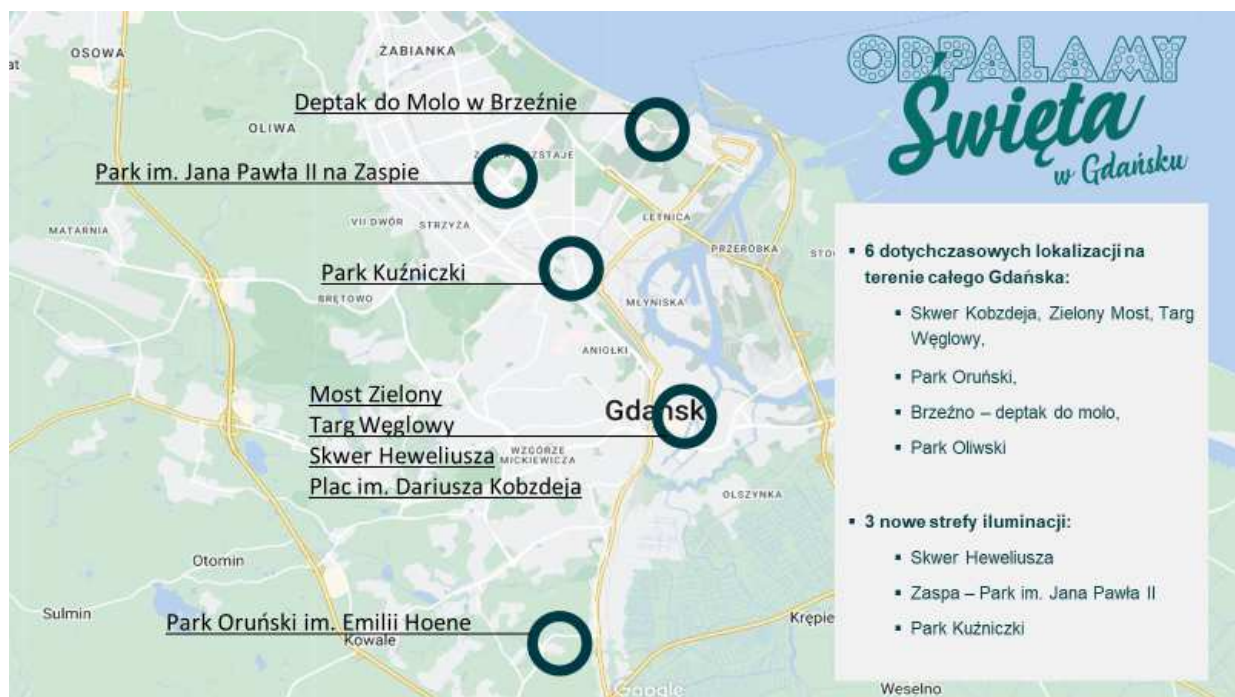 OSOWA
ŻABIANKA
Deptak do Molo w Brzeźnie
OLIWA
Park im. Jana Pawła II na Zaspie
VII DWÓR
STRZYŻA
LETNICA
MATARNIA
PRZERÓBKA
Park Kuźniczki
BRĘTOWO
MŁYNISKA
ANIOŁKI
Most Zielony
Gdańsk
Targ Węglowy
Skwer Heweliusza
WZGÓRZE
MICKIEWICZA
Plac im. Dariusza Kobzdeja
OLSZYNKA
Otomin
Sulmin
Park Oruński im. Emilii Hoene
Kowale
Krępie
Google
Weselno
ODPALAMY
Święta
w Gdańsku
▪ 6 dotychczasowych lokalizacji na
terenie całego Gdańska:
▪ Skwer Kobzdeja, Zielony Most, Targ
Węglowy,
▪ Park Oruński,
▪ Brzeźno – deptak do moło,
▪ Park Oliwski
▪ 3 nowe strefy iluminacji:
▪ Skwer Heweliusza
▪ Zaspa – Park im. Jana Pawła II
▪ Park Kuźniczki